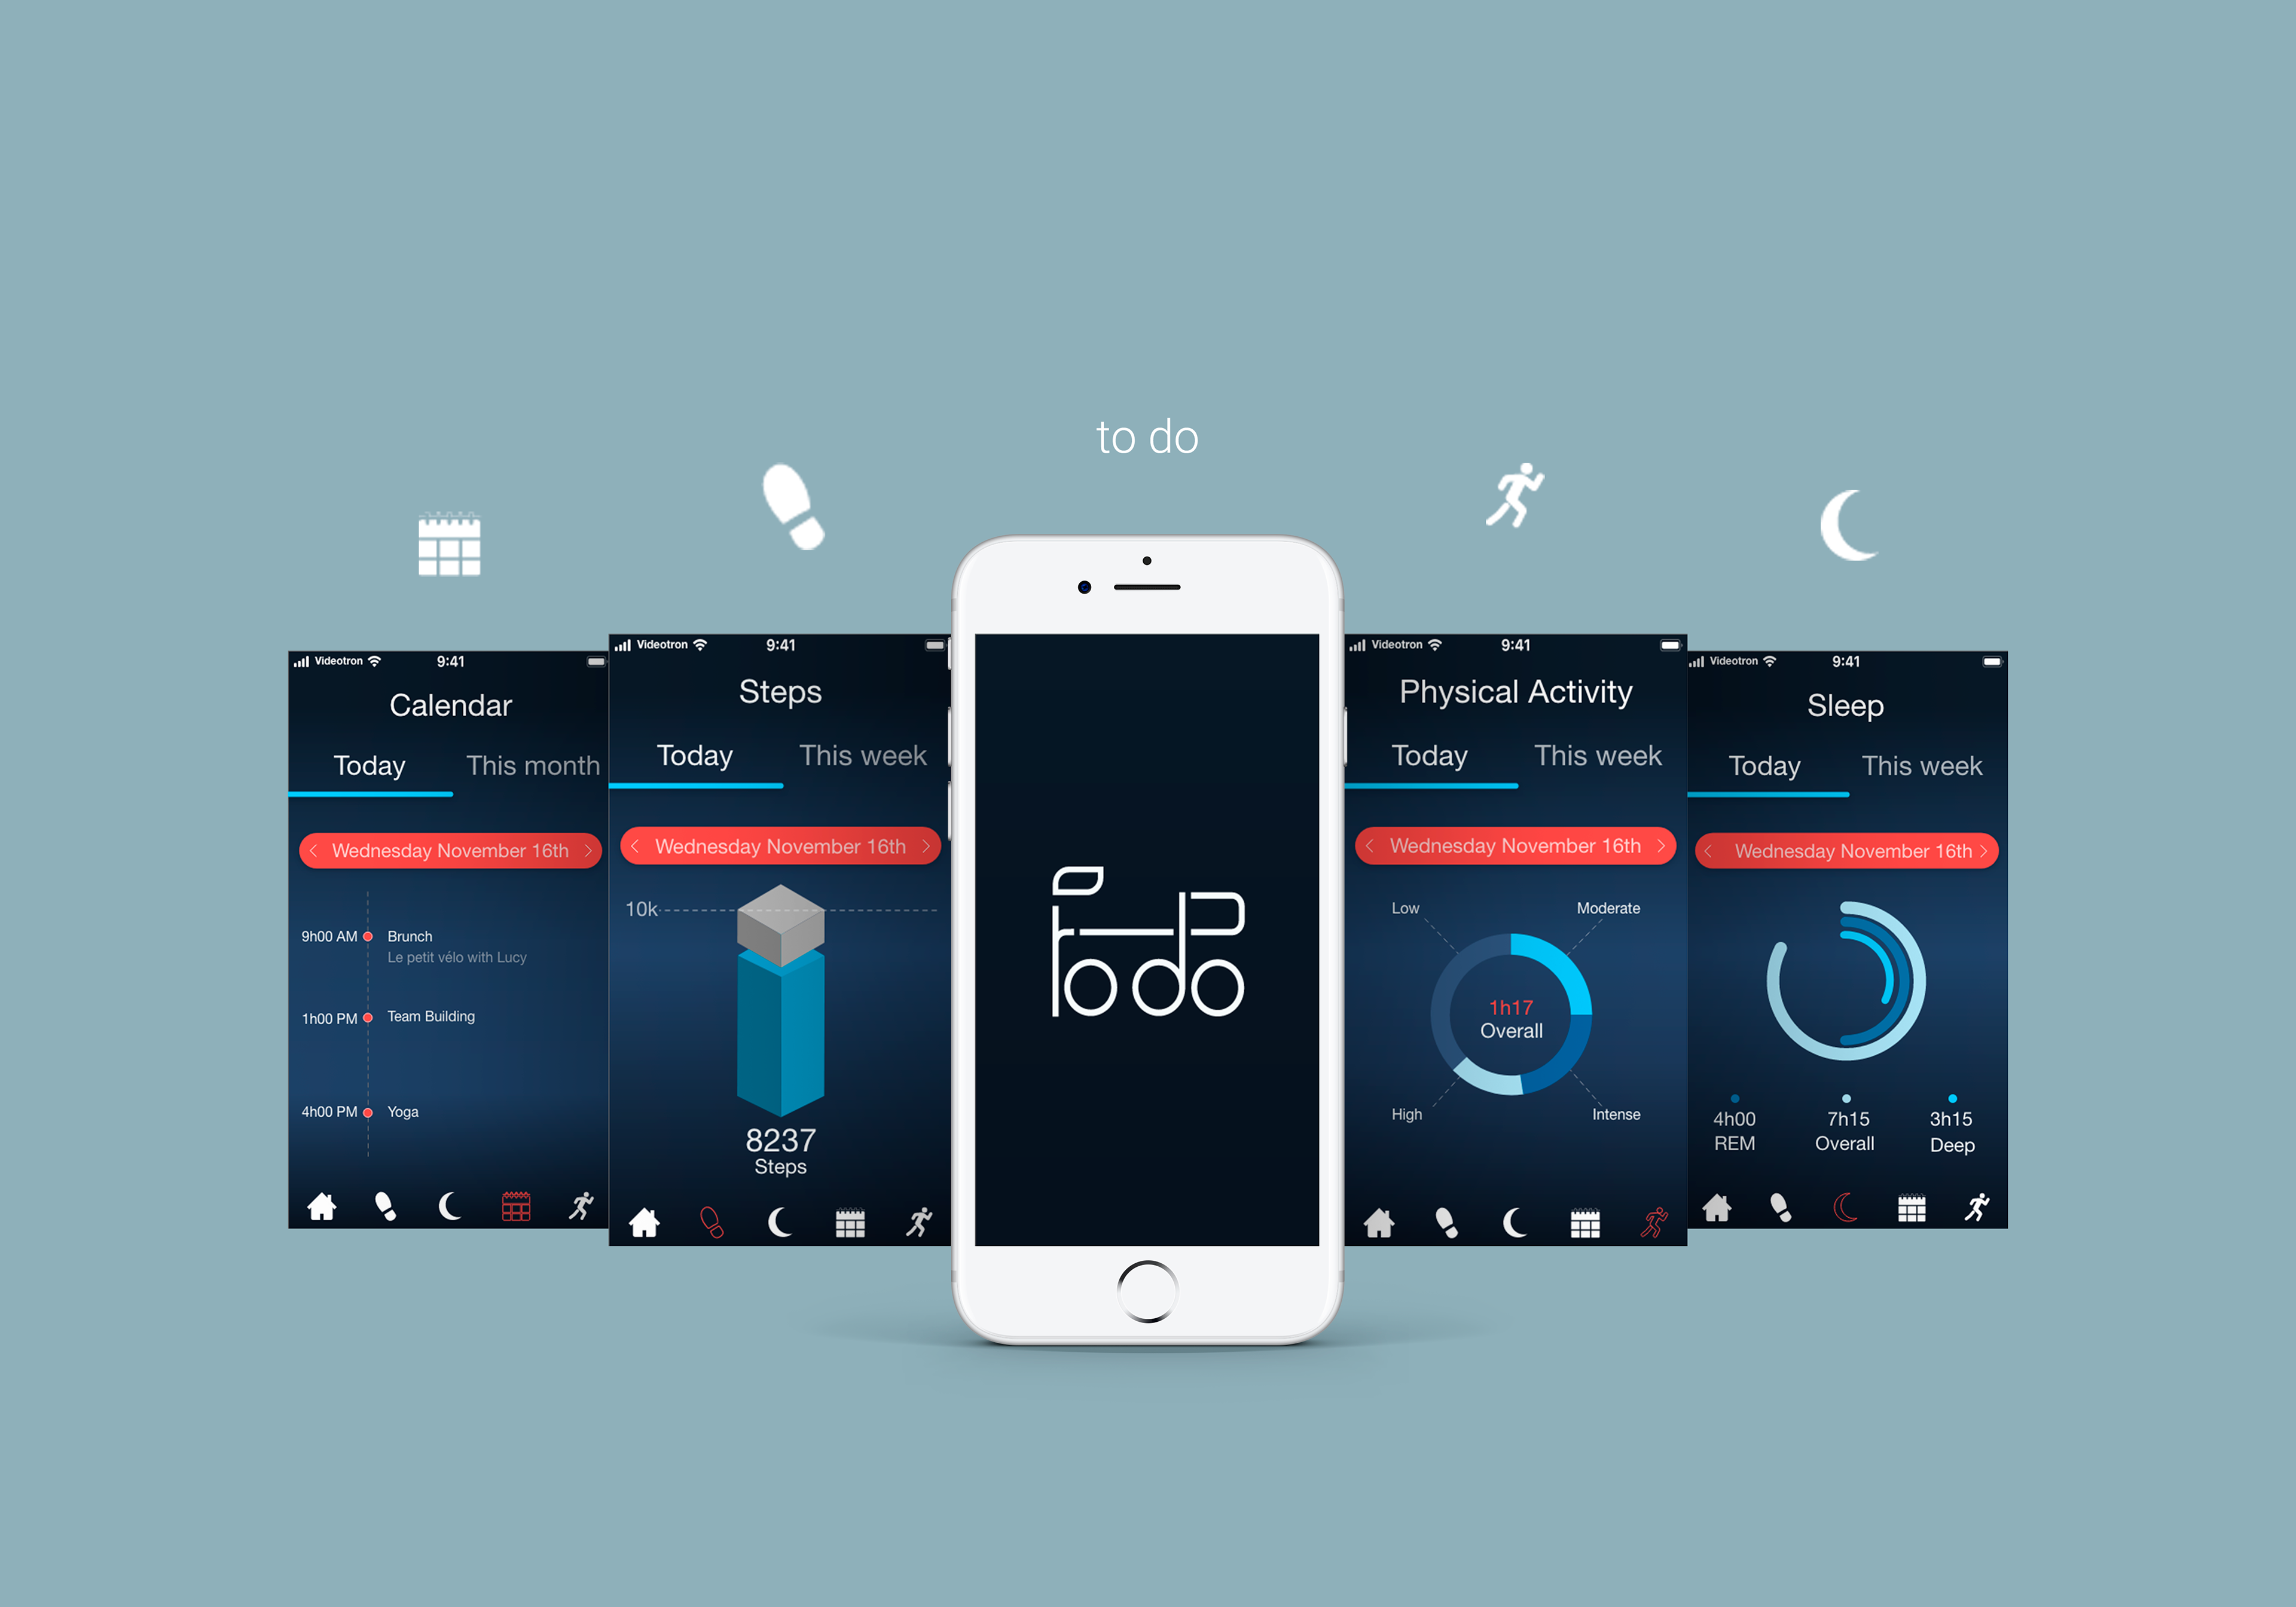 to do
Videotron 9:41
Calendar
Today This month
Wednesday November 16th
9h00 AM Brunch
Le petit vélo with Lucy
1h00 PM Team Building
4h00 PM Yoga
Videotron 9:41
Steps
Today This week
Wednesday November 16th
10k
8237
Steps
to do
Videotron 9:41
Physical Activity
Today This week
Wednesday November 16th
Low Moderate
1h17
Overall
High Intense
Videotron 9:41
Sleep
Today This week
Wednesday November 16th
4h00 7h15 3h15
REM Overall Deep